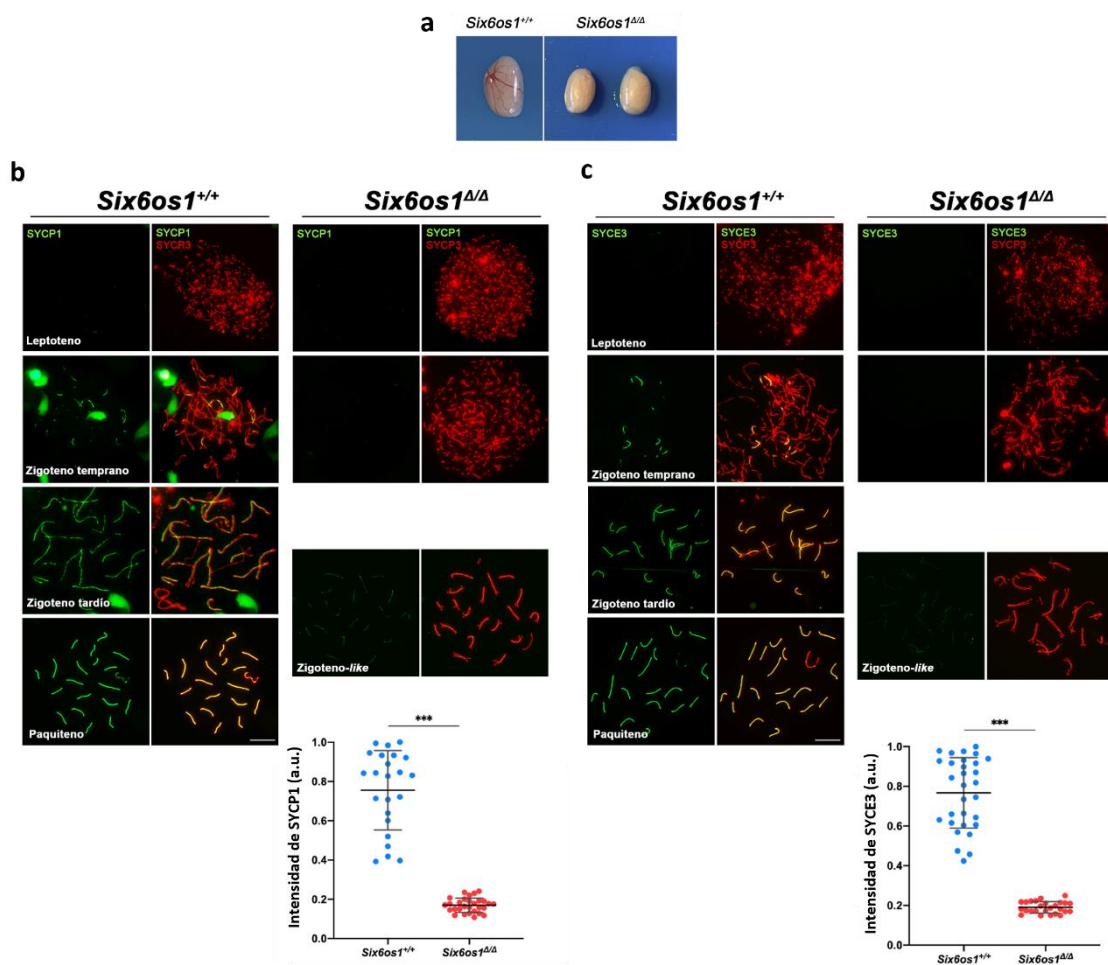 a
Six6os1+/+ Six6os1Δ/Δ
b
Six6os1+/+ Six6os1Δ/Δ
SYCP1 SYCP1
SYCP3
SYCP1 SYCP1
SYCP3
Leptoteno
Zigoteno temprano
Zigoteno tardío
Zigoteno-like
Paquiteno
Intensidad de SYCP1 (a.u.)
1.0
0.8
0.6
0.4
0.2
0.0
***
Six6os1+/+ Six6os1Δ/Δ
c
Six6os1+/+ Six6os1Δ/Δ
SYCE3 SYCE3
SYCP3
SYCE3 SYCE3
SYCP3
Leptoteno
Zigoteno temprano
Zigoteno tardío
Zigoteno-like
Paquiteno
Intensidad de SYCE3 (a.u.)
1.0
0.8
0.6
0.4
0.2
0.0
***
Six6os1+/+ Six6os1Δ/Δ